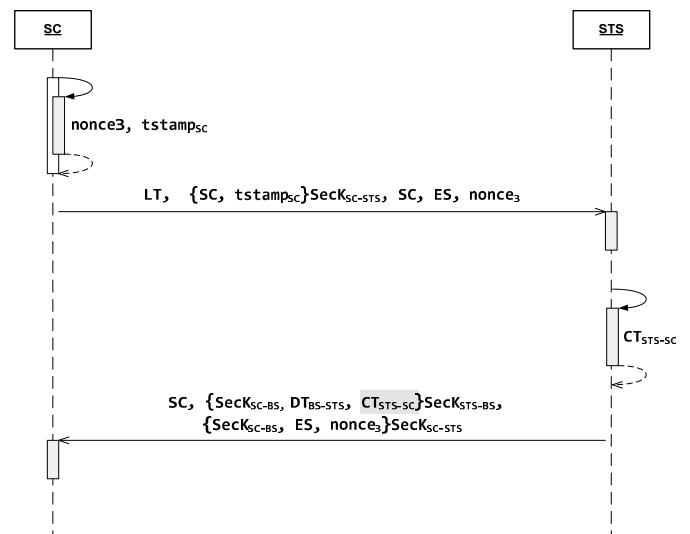 SC
STS
nonce3, tstampSC
LT, {SC, tstampSC}SecKSC-STS, SC, ES, nonce3
CTSTS-SC
SC, {SecKSC-BS, DTBS-STS, CTSTS-SC}SecKSTS-BS,
{SecKSC-BS, ES, nonce3}SecKSC-STS